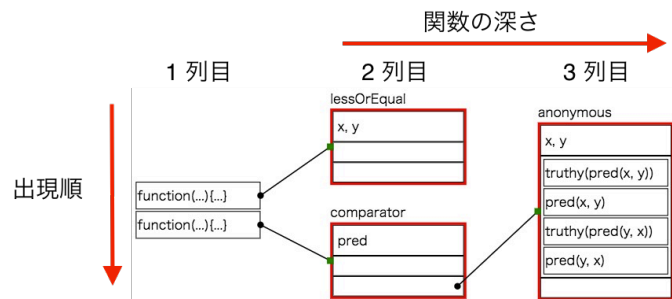 関数の深さ
1 列目
2 列目
3 列目
出現順
function(...){...}
function(...){...}
lessOrEqual
x, y
comparator
pred
anonymous
x, y
truthy(pred(x, y))
pred(x, y)
truthy(pred(y, x))
pred(y, x)